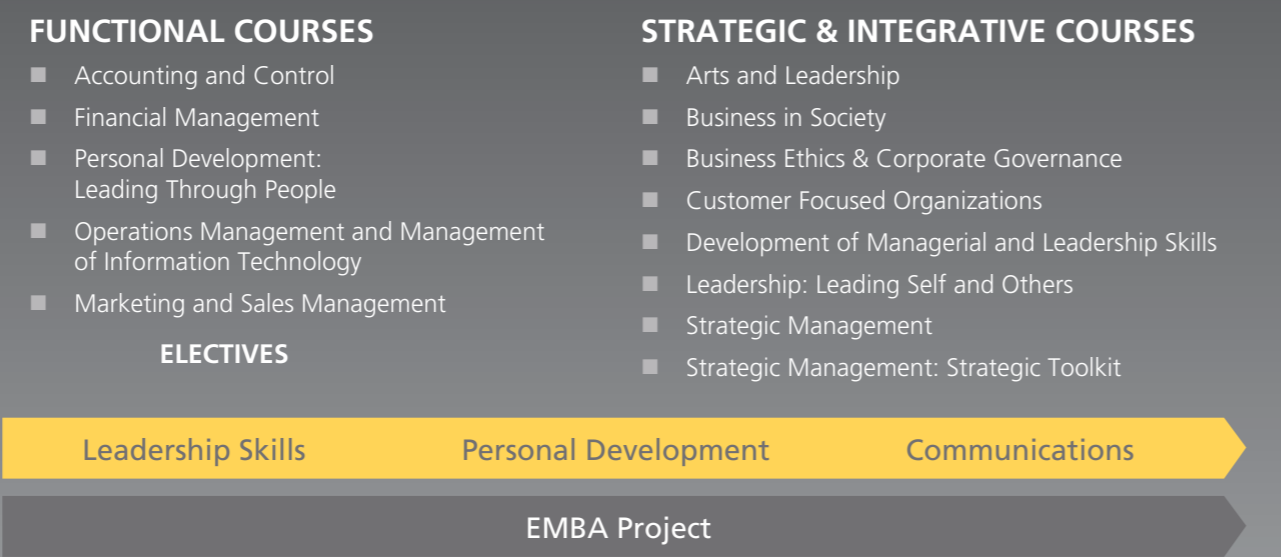 FUNCTIONAL COURSES
Accounting and Control
Financial Management
Personal Development:
Leading Through People
Operations Management and Management
of Information Technology
Marketing and Sales Management
ELECTIVES
STRATEGIC & INTEGRATIVE COURSES
Arts and Leadership
Business in Society
Business Ethics & Corporate Governance
Customer Focused Organizations
Development of Managerial and Leadership Skills
Leadership: Leading Self and Others
Strategic Management
Strategic Management: Strategic Toolkit
Leadership Skills Personal Development Communications
EMBA Project